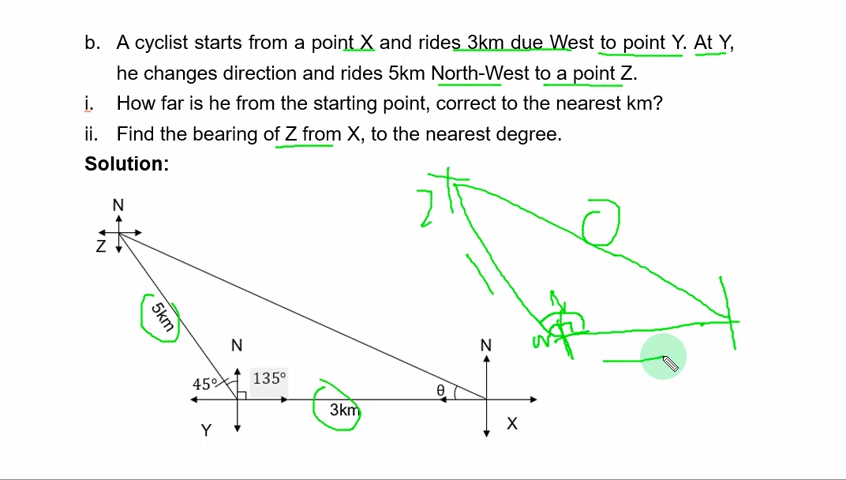 b. A cyclist starts from a point X and rides 3km due West to point Y. At Y,
he changes direction and rides 5km North-West to a point Z.
i. How far is he from the starting point, correct to the nearest km?
ii. Find the bearing of Z from X, to the nearest degree.
Solution:
N
Z
5km
N
N
45°
135°
θ
3km
Y
X